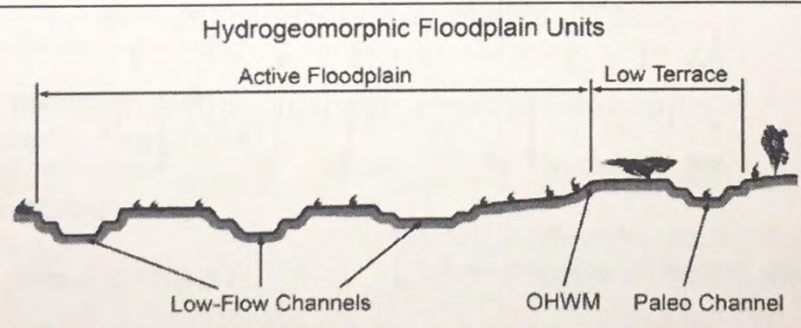 Hydrogeomorphic Floodplain Units
Active Floodplain
Low Terrace
Low-Flow Channels
OHWM
Paleo Channel